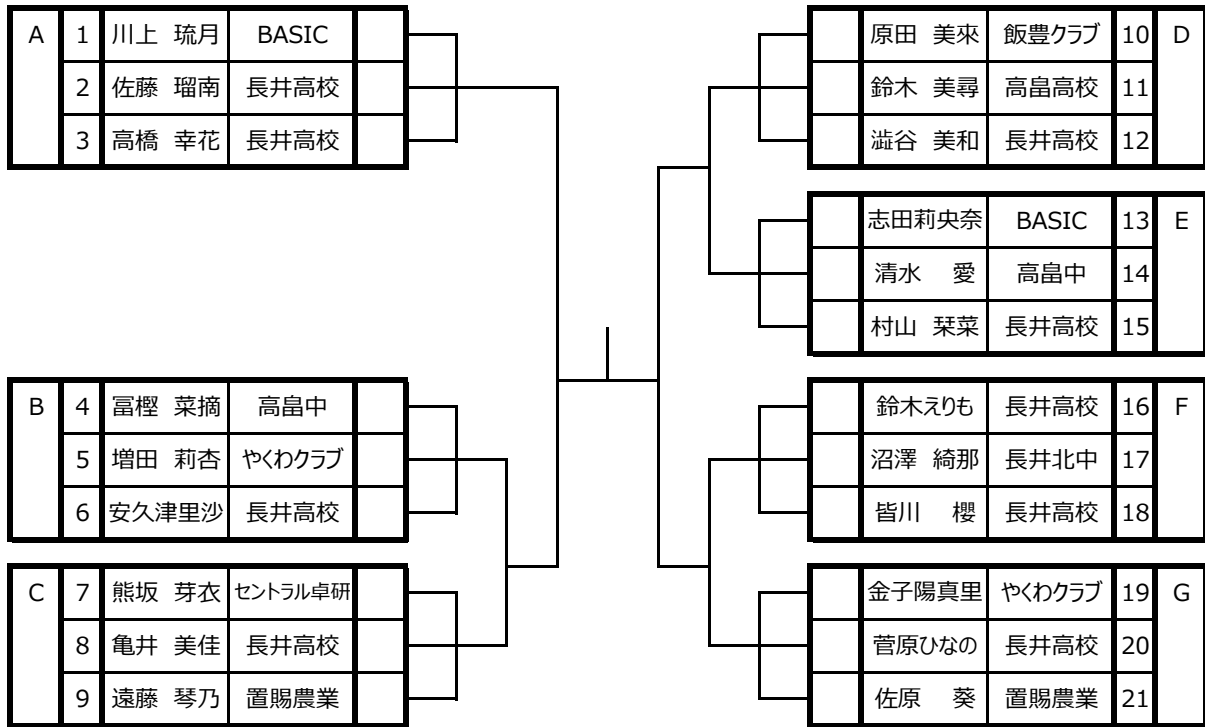 A 1 川上 琉月 BASIC
2 佐藤 瑠南 長井高校
3 高橋 幸花 長井高校
B 4 冨樫 菜摘 高畠中
5 増田 莉杏 やくわクラブ
6 安久津里沙 長井高校
C 7 熊坂 芽衣 セントラル卓研
8 亀井 美佳 長井高校
9 遠藤 琴乃 置賜農業
原田 美來 飯豊クラブ 10 D
鈴木 美尋 高畠高校 11
澁谷 美和 長井高校 12
志田莉央奈 BASIC 13 E
清水 愛 高畠中 14
村山 栞菜 長井高校 15
鈴木えりも 長井高校 16 F
沼澤 綺那 長井北中 17
皆川 櫻 長井高校 18
金子陽真里 やくわクラブ 19 G
菅原ひなの 長井高校 20
佐原 葵 置賜農業 21